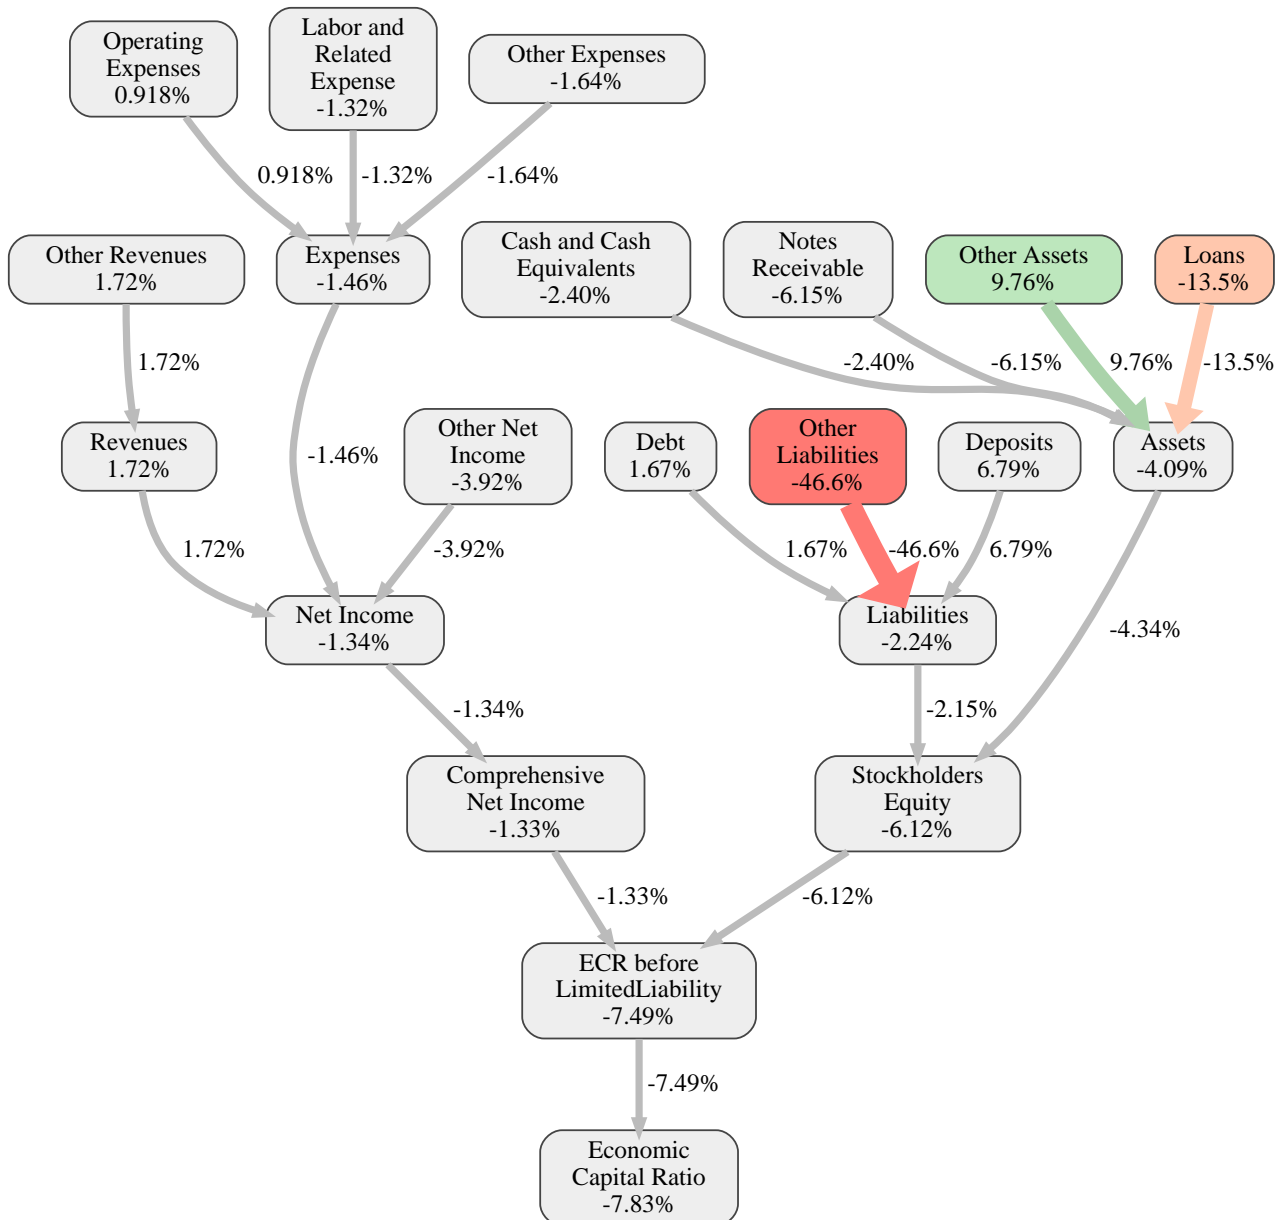 Operating
Expenses
0.918%
Labor and
Related
Expense
-1.32%
Other Expenses
-1.64%
0.918%
-1.32%
-1.64%
Other Revenues
1.72%
Expenses
-1.46%
Cash and Cash
Equivalents
-2.40%
Notes
Receivable
-6.15%
Other Assets
9.76%
Loans
-13.5%
1.72%
-2.40%
-6.15%
9.76%
-13.5%
Revenues
1.72%
-1.46%
Other Net
Income
-3.92%
Debt
1.67%
Other
Liabilities
-46.6%
Deposits
6.79%
Assets
-4.09%
1.72%
-3.92%
1.67%
-46.6%
6.79%
Net Income
-1.34%
Liabilities
-2.24%
-4.34%
-1.34%
-2.15%
Comprehensive
Net Income
-1.33%
Stockholders
Equity
-6.12%
-1.33%
-6.12%
ECR before
LimitedLiability
-7.49%
-7.49%
Economic
Capital Ratio
-7.83%